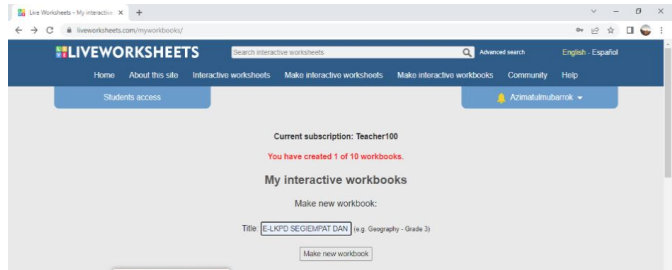 Live Worksheets - My interactive
liveworksheets.com/myworkbooks/
LIVEWORKSHEETS
Search interactive worksheets
Advanced search
English - Español
Home About this site Interactive worksheets Make interactive worksheets Make interactive workbooks Community Help
Students access
Azimatulmubarrok
Current subscription: Teacher100
You have created 1 of 10 workbooks.
My interactive workbooks
Make new workbook:
Title: E-LKPD SEGIEMPAT DAN (e.g. Geography - Grade 3)
Make new workbook